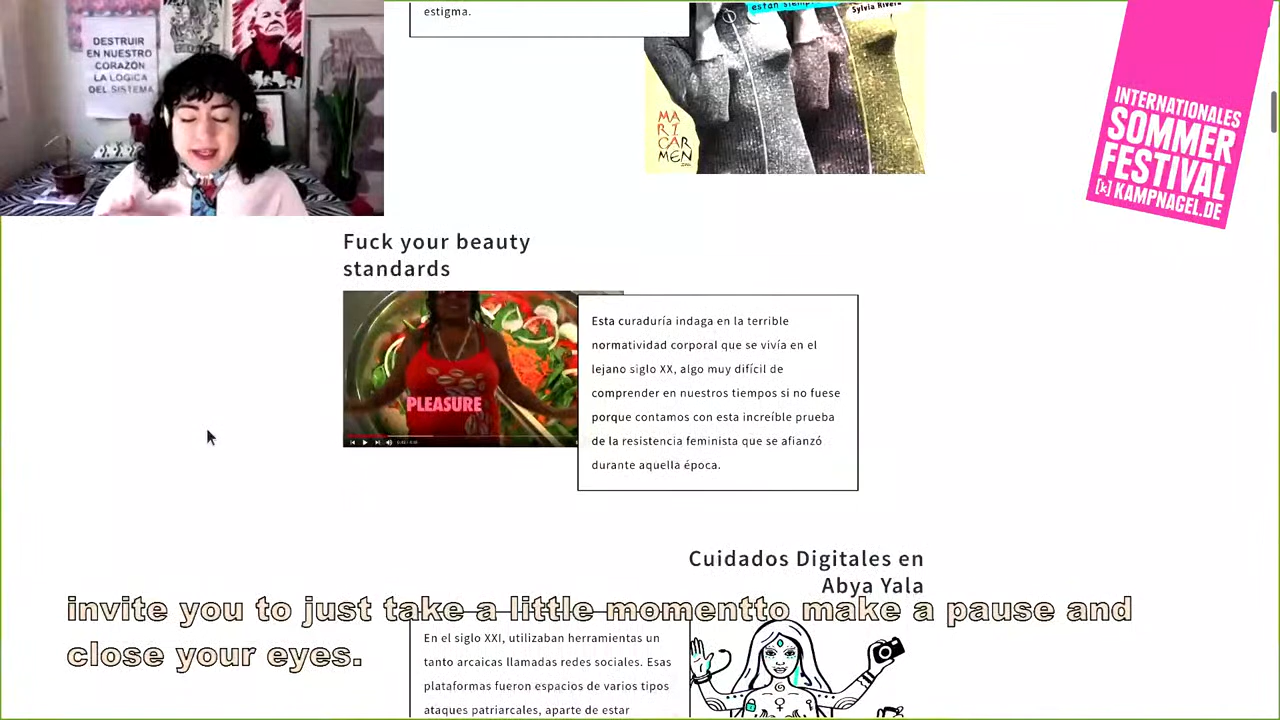 DESTRUIR
EN NUESTRO
CORAZÓN
LA LÓGICA
DEL SISTEMA
estigma.
están siempr
Sylvia Rivera
MA
RI
CAR
MEN
INTERNATIONALES
SOMMER
FESTIVAL
[k] KAMPNAGEL.DE
Fuck your beauty
standards
PLEASURE
Esta curaduría indaga en la terrible
normatividad corporal que se vivía en el
lejano siglo XX, algo muy difícil de
comprender en nuestros tiempos si no fuese
porque contamos con esta increíble prueba
de la resistencia feminista que se afianzó
durante aquella época.
Cuidados Digitales en
Abya Yala
invite you to just take a little momentto make a pause and
close your eyes.
En el siglo XXI, utilizaban herramientas un
tanto arcaicas llamadas redes sociales. Esas
plataformas fueron espacios de varios tipos
ataques patriarcales, aparte de estar